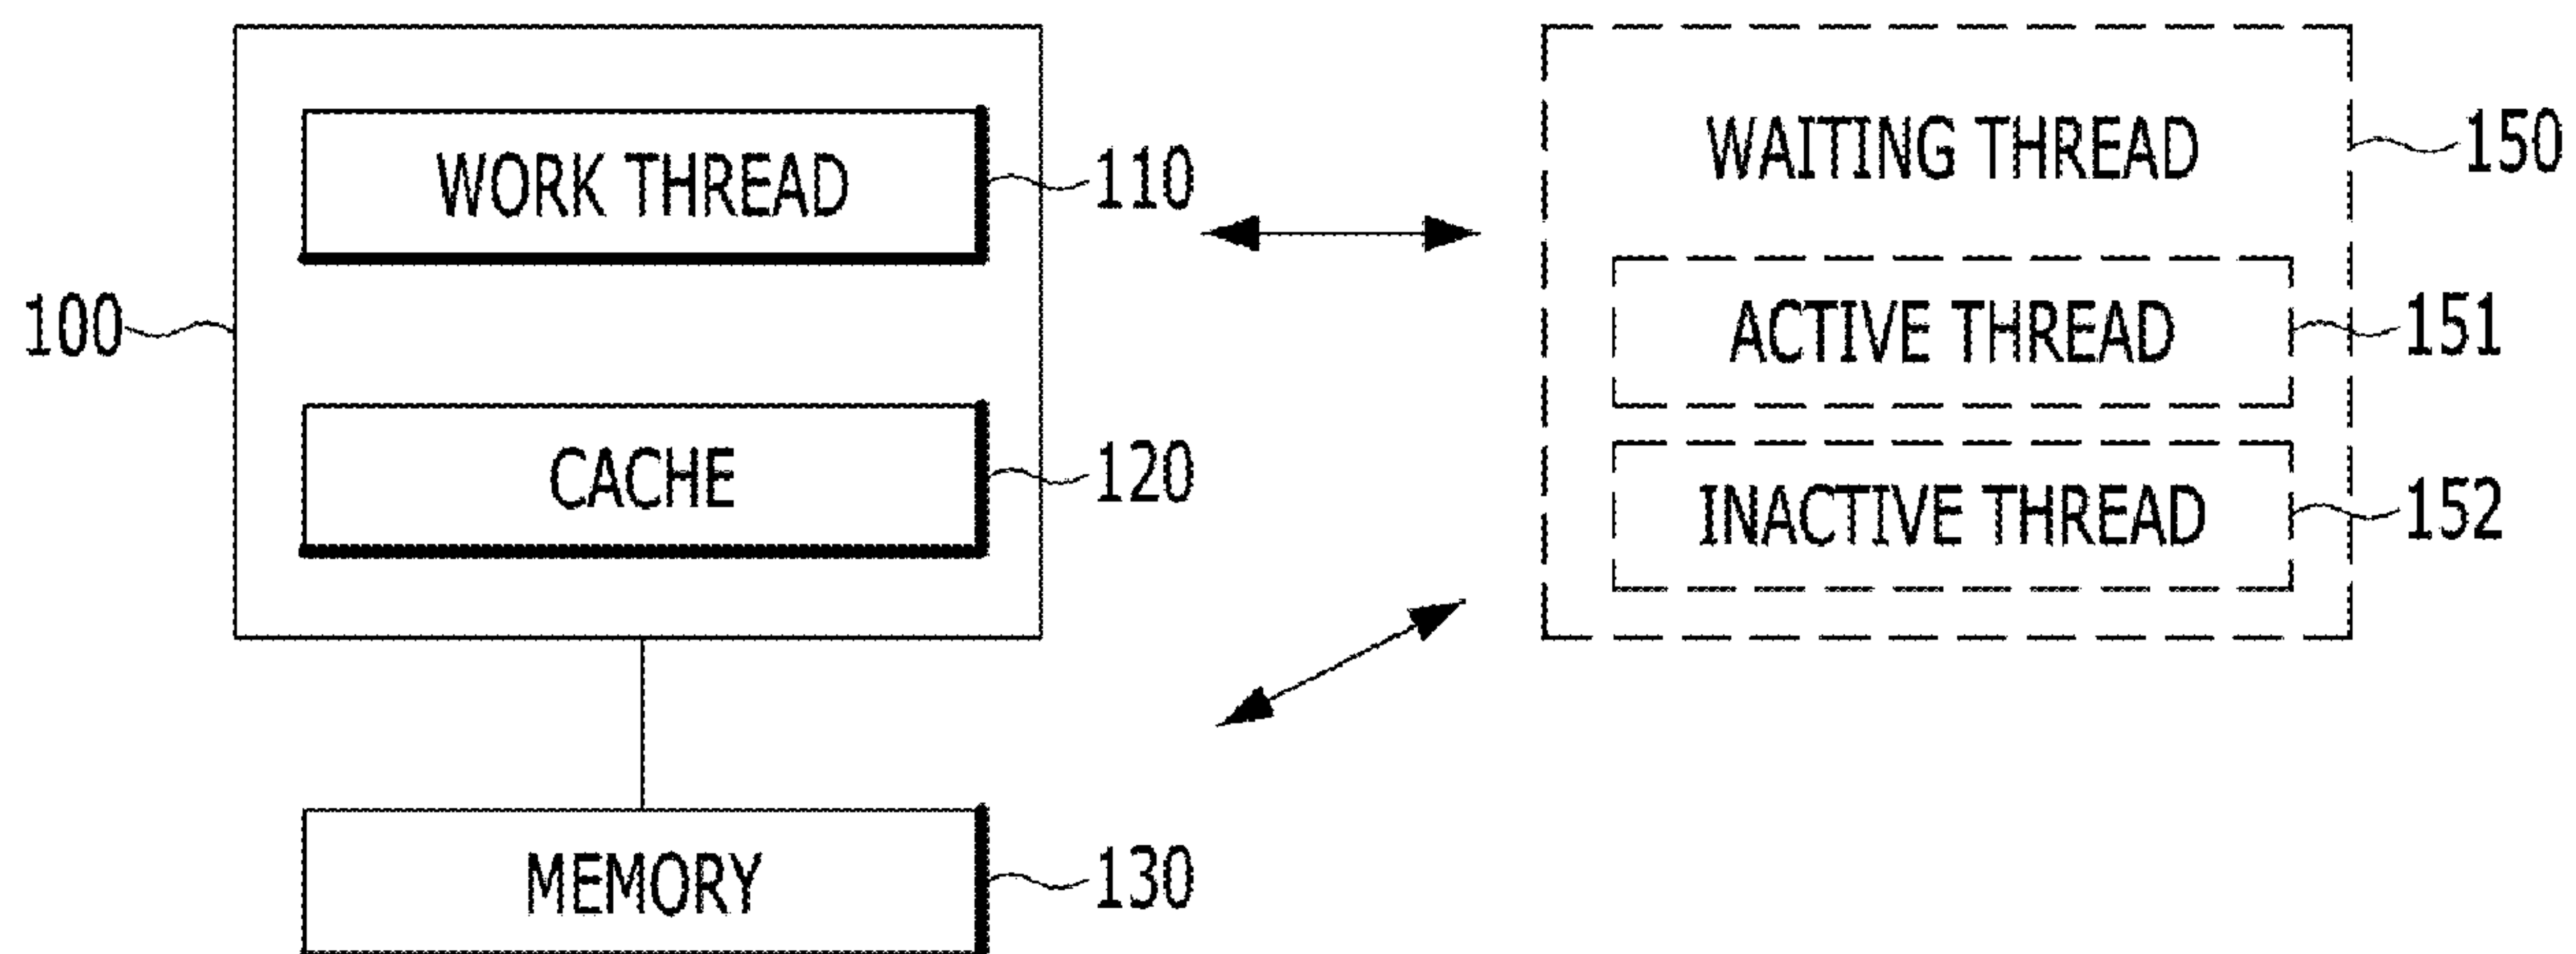 WORK THREAD
110
100
CACHE
120
MEMORY
130
WAITING THREAD
150
ACTIVE THREAD
151
INACTIVE THREAD
152